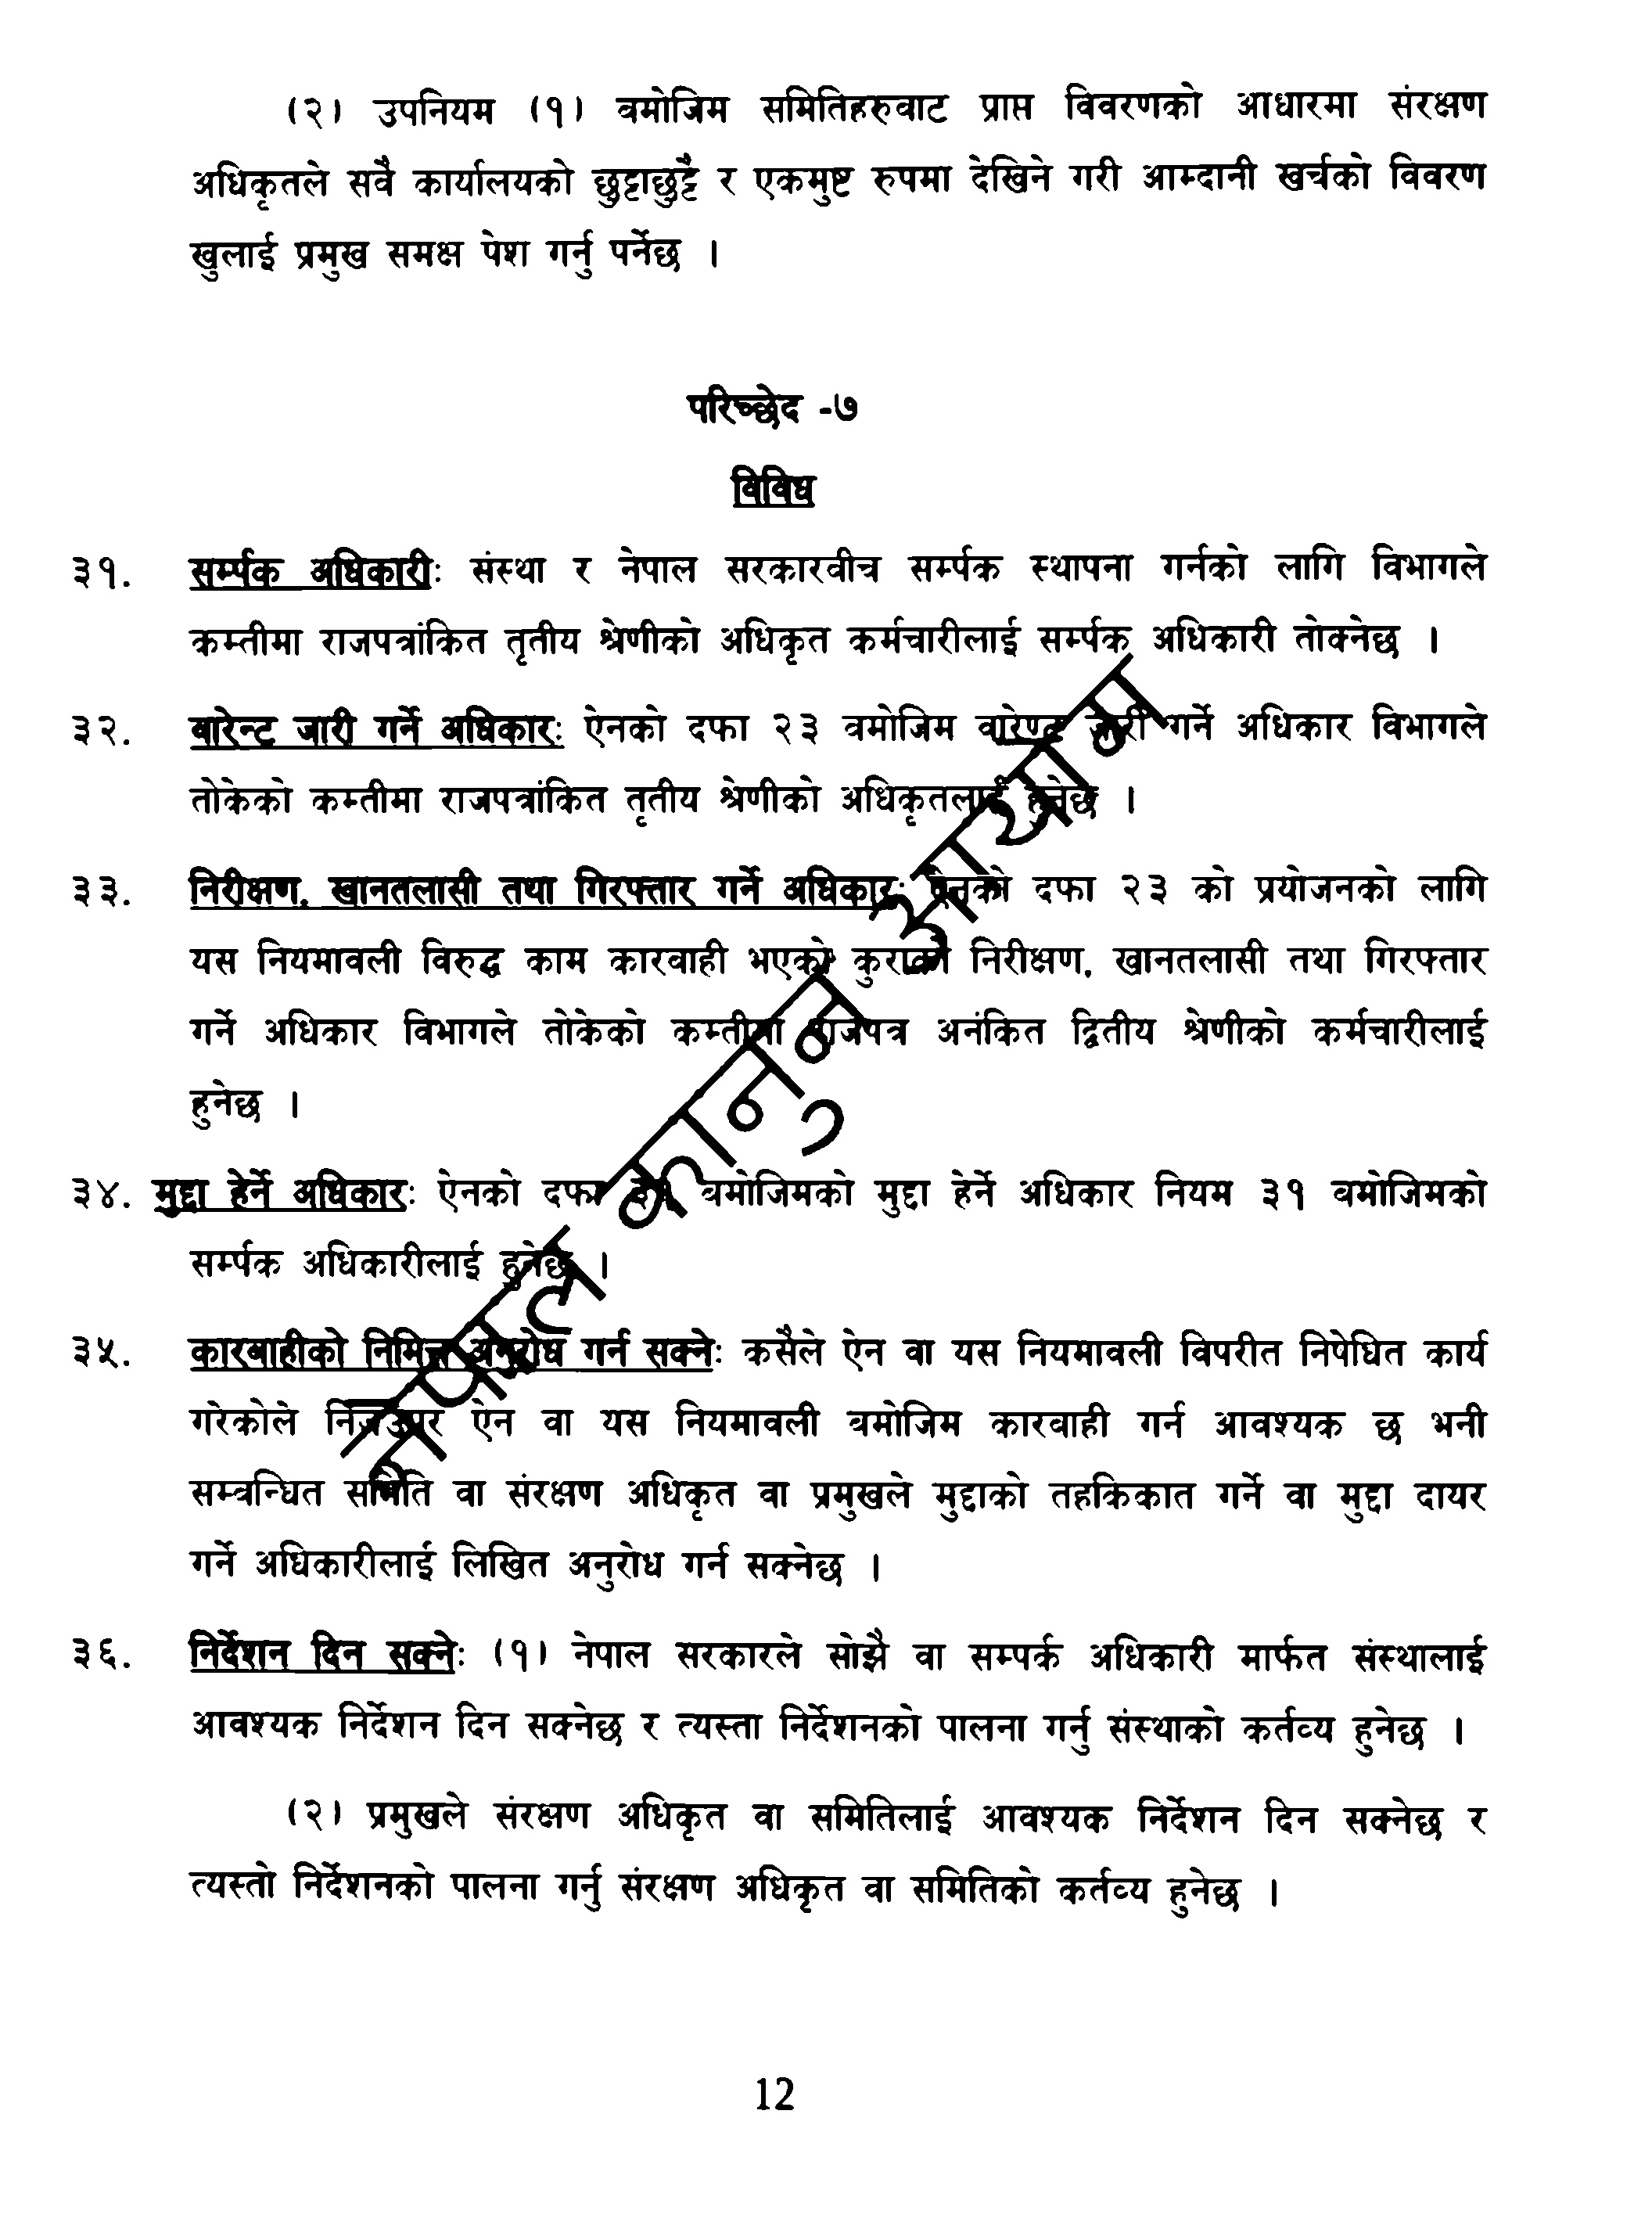 (२) उपनियम (१) बमोजिम समितिहरुबाट प्राप्त विवरणको आधारमा संरक्षण
अधिकृतले सबै कार्यालयको छुट्टाछुट्टै र एकमुष्ट रुपमा देखिने गरी आम्दानी खर्चको विवरण
खुलाई प्रमुख समक्ष पेश गर्नु पर्नेछ ।
परिच्छेद -७
विविध
३१. सर्म्पक अधिकारीः संस्था र नेपाल सरकारबीच सर्म्पक स्थापना गर्नको लागि विभागले
कम्तीमा राजपत्रांकित तृतीय श्रेणीको अधिकृत कर्मचारीलाई सर्म्पक अधिकारी तोक्नेछ ।
३२. वारेन्ट जारी गर्ने अधिकारः ऐनको दफा २३ बमोजिम वारेण्ट जारी गर्ने अधिकार विभागले
तोकेको कम्तीमा राजपत्रांकित तृतीय श्रेणीको अधिकृतलाई हुनेछ ।
३३. निरीक्षण, खानतलासी तथा गिरफ्तार गर्ने अधिकारः ऐनको दफा २३ को प्रयोजनको लागि
यस नियमावली विरुद्ध काम कारबाही भएको कुराको निरीक्षण, खानतलासी तथा गिरफ्तार
गर्ने अधिकार विभागले तोकेको कम्तीमा राजपत्र अनंकित द्वितीय श्रेणीको कर्मचारीलाई
हुनेछ ।
३४. मुद्दा हेर्ने अधिकारः ऐनको दफा बमोजिमको मुद्दा हेर्ने अधिकार नियम ३१ बमोजिमको
सर्म्पक अधिकारीलाई हुनेछ ।
३५. कारबाहीको निमित्त अनुरोध गर्न सक्नेः कसैले ऐन वा यस नियमावली विपरीत निषेधित कार्य
गरेकोले निजउपर ऐन वा यस नियमावली बमोजिम कारबाही गर्न आवश्यक छ भनी
सम्बन्धित समिति वा संरक्षण अधिकृत वा प्रमुखले मुद्दाको तहकिकात गर्ने वा मुद्दा दायर
गर्ने अधिकारीलाई लिखित अनुरोध गर्न सक्नेछ ।
३६. निर्देशन दिन सक्नेः (१) नेपाल सरकारले सोझै वा सम्पर्क अधिकारी मार्फत संस्थालाई
आवश्यक निर्देशन दिन सक्नेछ र त्यस्ता निर्देशनको पालना गर्नु संस्थाको कर्तव्य हुनेछ ।
(२) प्रमुखले संरक्षण अधिकृत वा समितिलाई आवश्यक निर्देशन दिन सक्नेछ र
त्यस्तो निर्देशनको पालना गर्नु संरक्षण अधिकृत वा समितिको कर्तव्य हुनेछ ।
नेपाल कानुन आयोग
12